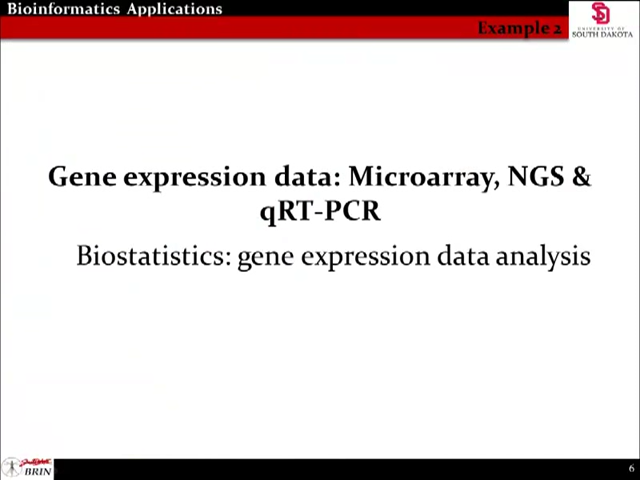 Bioinformatics Applications
Example 2
UNIVERSITY OF
SOUTH DAKOTA
Gene expression data: Microarray, NGS &
qRT-PCR
Biostatistics: gene expression data analysis
BRIN
6